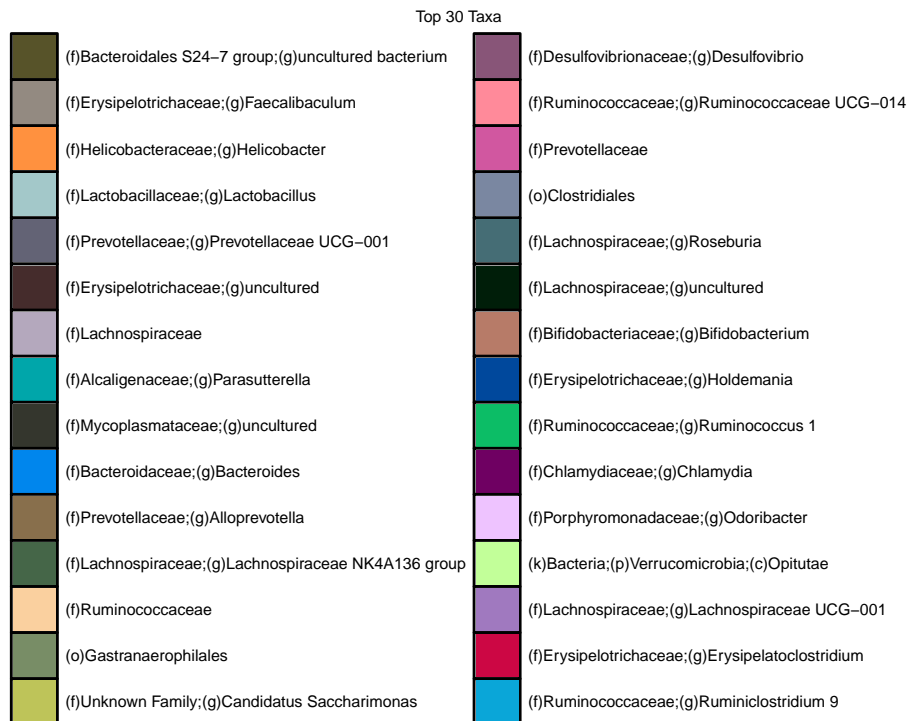 Top 30 Taxa
(f)Bacteroidales S24−7 group;(g)uncultured bacterium
(f)Erysipelotrichaceae;(g)Faecalibaculum
(f)Helicobacteraceae;(g)Helicobacter
(f)Lactobacillaceae;(g)Lactobacillus
(f)Prevotellaceae;(g)Prevotellaceae UCG−001
(f)Erysipelotrichaceae;(g)uncultured
(f)Lachnospiraceae
(f)Alcaligenaceae;(g)Parasutterella
(f)Mycoplasmataceae;(g)uncultured
(f)Bacteroidaceae;(g)Bacteroides
(f)Prevotellaceae;(g)Alloprevotella
(f)Lachnospiraceae;(g)Lachnospiraceae NK4A136 group
(f)Ruminococcaceae
(o)Gastranaerophilales
(f)Unknown Family;(g)Candidatus Saccharimonas
(f)Desulfovibrionaceae;(g)Desulfovibrio
(f)Ruminococcaceae;(g)Ruminococcaceae UCG−014
(f)Prevotellaceae
(o)Clostridiales
(f)Lachnospiraceae;(g)Roseburia
(f)Lachnospiraceae;(g)uncultured
(f)Bifidobacteriaceae;(g)Bifidobacterium
(f)Erysipelotrichaceae;(g)Holdemania
(f)Ruminococcaceae;(g)Ruminococcus 1
(f)Chlamydiaceae;(g)Chlamydia
(f)Porphyromonadaceae;(g)Odoribacter
(k)Bacteria;(p)Verrucomicrobia;(c)Opitutae
(f)Lachnospiraceae;(g)Lachnospiraceae UCG−001
(f)Erysipelotrichaceae;(g)Erysipelatoclostridium
(f)Ruminococcaceae;(g)Ruminiclostridium 9